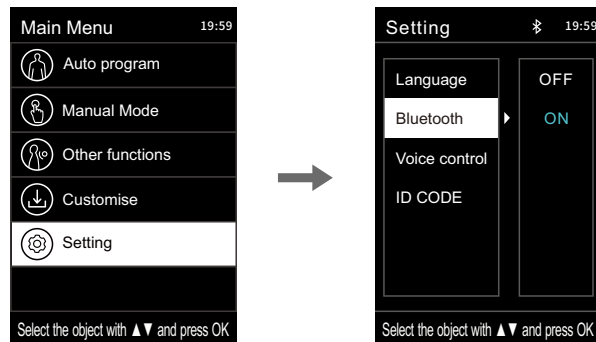 Main Menu 19:59
Auto program
Manual Mode
Other functions
Customise
Setting
Select the object with ▲▼ and press OK
Setting 19:59
Language
Bluetooth
Voice control
ID CODE
OFF
ON
Select the object with ▲▼ and press OK